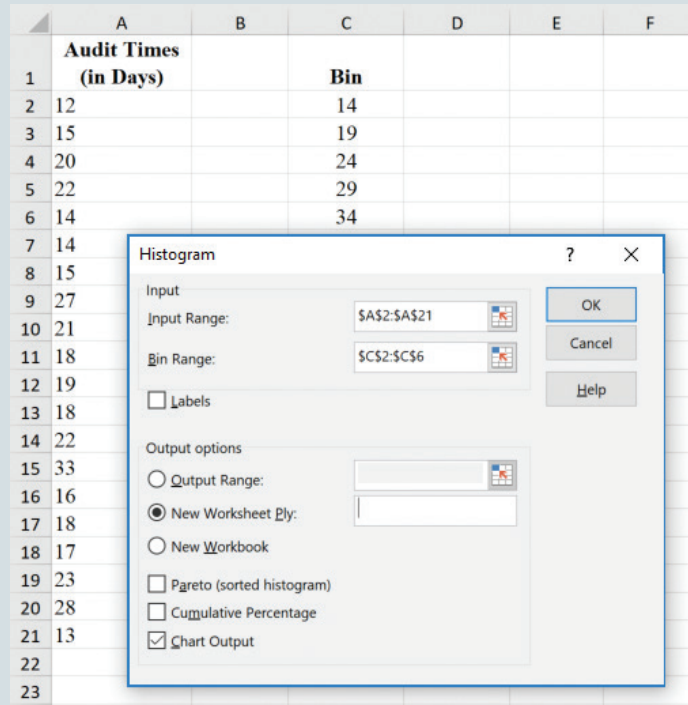 A B C D E F
Audit Times
1 (in Days) Bin
2 12 14
3 15 19
4 20 24
5 22 29
6 14 34
7 14
8 15
9 27
10 21
11 18
12 19
13 18
14 22
15 33
16 16
17 18
18 17
19 23
20 28
21 13
22
23
Histogram ?
Input
Input Range: $A$2:$A$21
Bin Range: $C$2:$C$6
Labels
OK
Cancel
Help
Output options
Output Range:
New Worksheet Ply:
New Workbook
Pareto (sorted histogram)
Cumulative Percentage
Chart Output